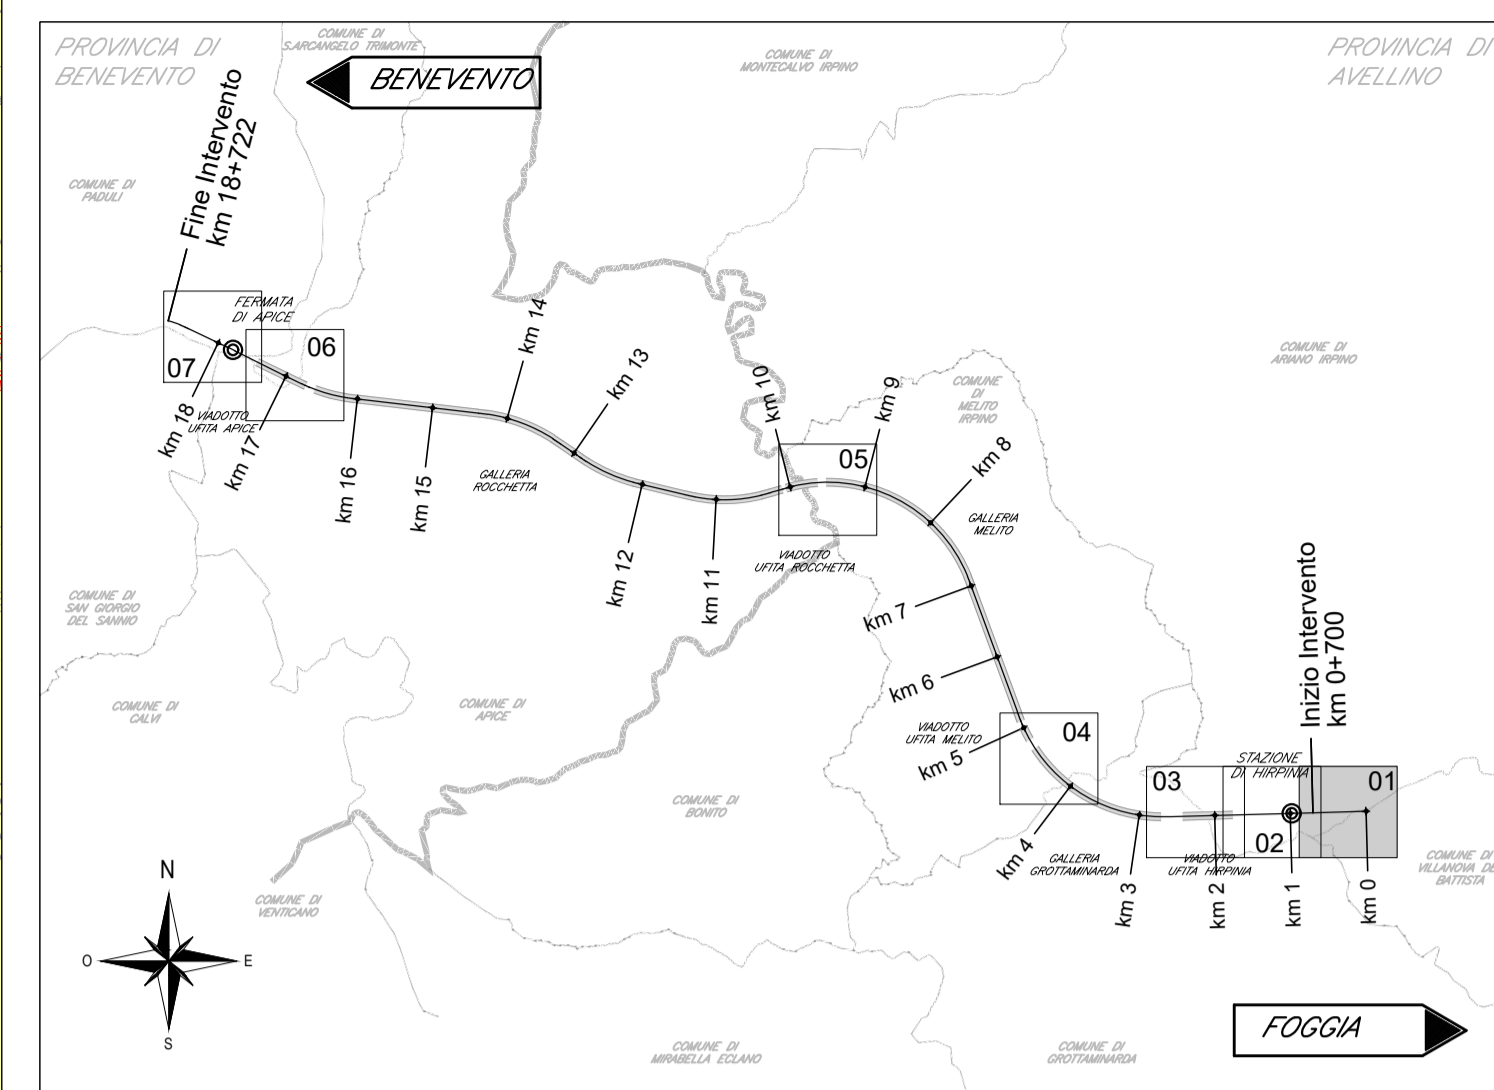 PROVINCIA DI
BENEVENTO
COMUNE DI
S.ARCANGELO TRIMONTE
BENEVENTO
COMUNE DI
MONTECALVO IRPINO
PROVINCIA DI
AVELLINO
COMUNE DI
PADULI
Fine Intervento
km 18+722
FERMATA
DI APICE
07
06
VIADOTTO
UFITA APICE
km 18
km 17
km 16
km 15
km 14
km 13
km 12
km 11
km 10
km 9
km 8
GALLERIA
ROCCHETTA
05
VIADOTTO
UFITA ROCCHETTA
COMUNE
DI
MELITO
IRPINO
COMUNE DI
ARIANO IRPINO
GALLERIA
MELITO
km 7
km 6
km 5
COMUNE DI
SAN GIORGIO
DEL SANNIO
COMUNE DI
CALVI
COMUNE DI
APICE
VIADOTTO
UFITA MELITO
04
Inizio Intervento
km 0+700
STAZIONE
DI HIRPINIA
03
02
01
COMUNE DI
BONITO
km 4
GALLERIA
GROTTAMINARDA
VIADOTTO
UFITA HIRPINIA
km 3
km 2
km 1
km 0
COMUNE DI
VILLANOVA DE
BATTISTA
COMUNE DI
VENTICANO
N
O
E
S
FOGGIA
COMUNE DI
MIRABELLA ECLANO
COMUNE DI
GROTTAMINARDA